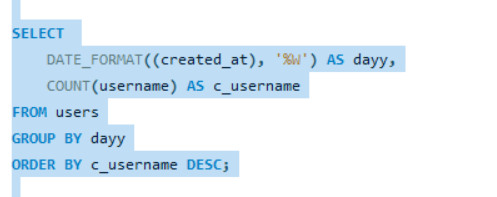 SELECT
    DATE_FORMAT((created_at), '%W') AS dayy,
    COUNT(username) AS c_username
FROM users
GROUP BY dayy
ORDER BY c_username DESC;